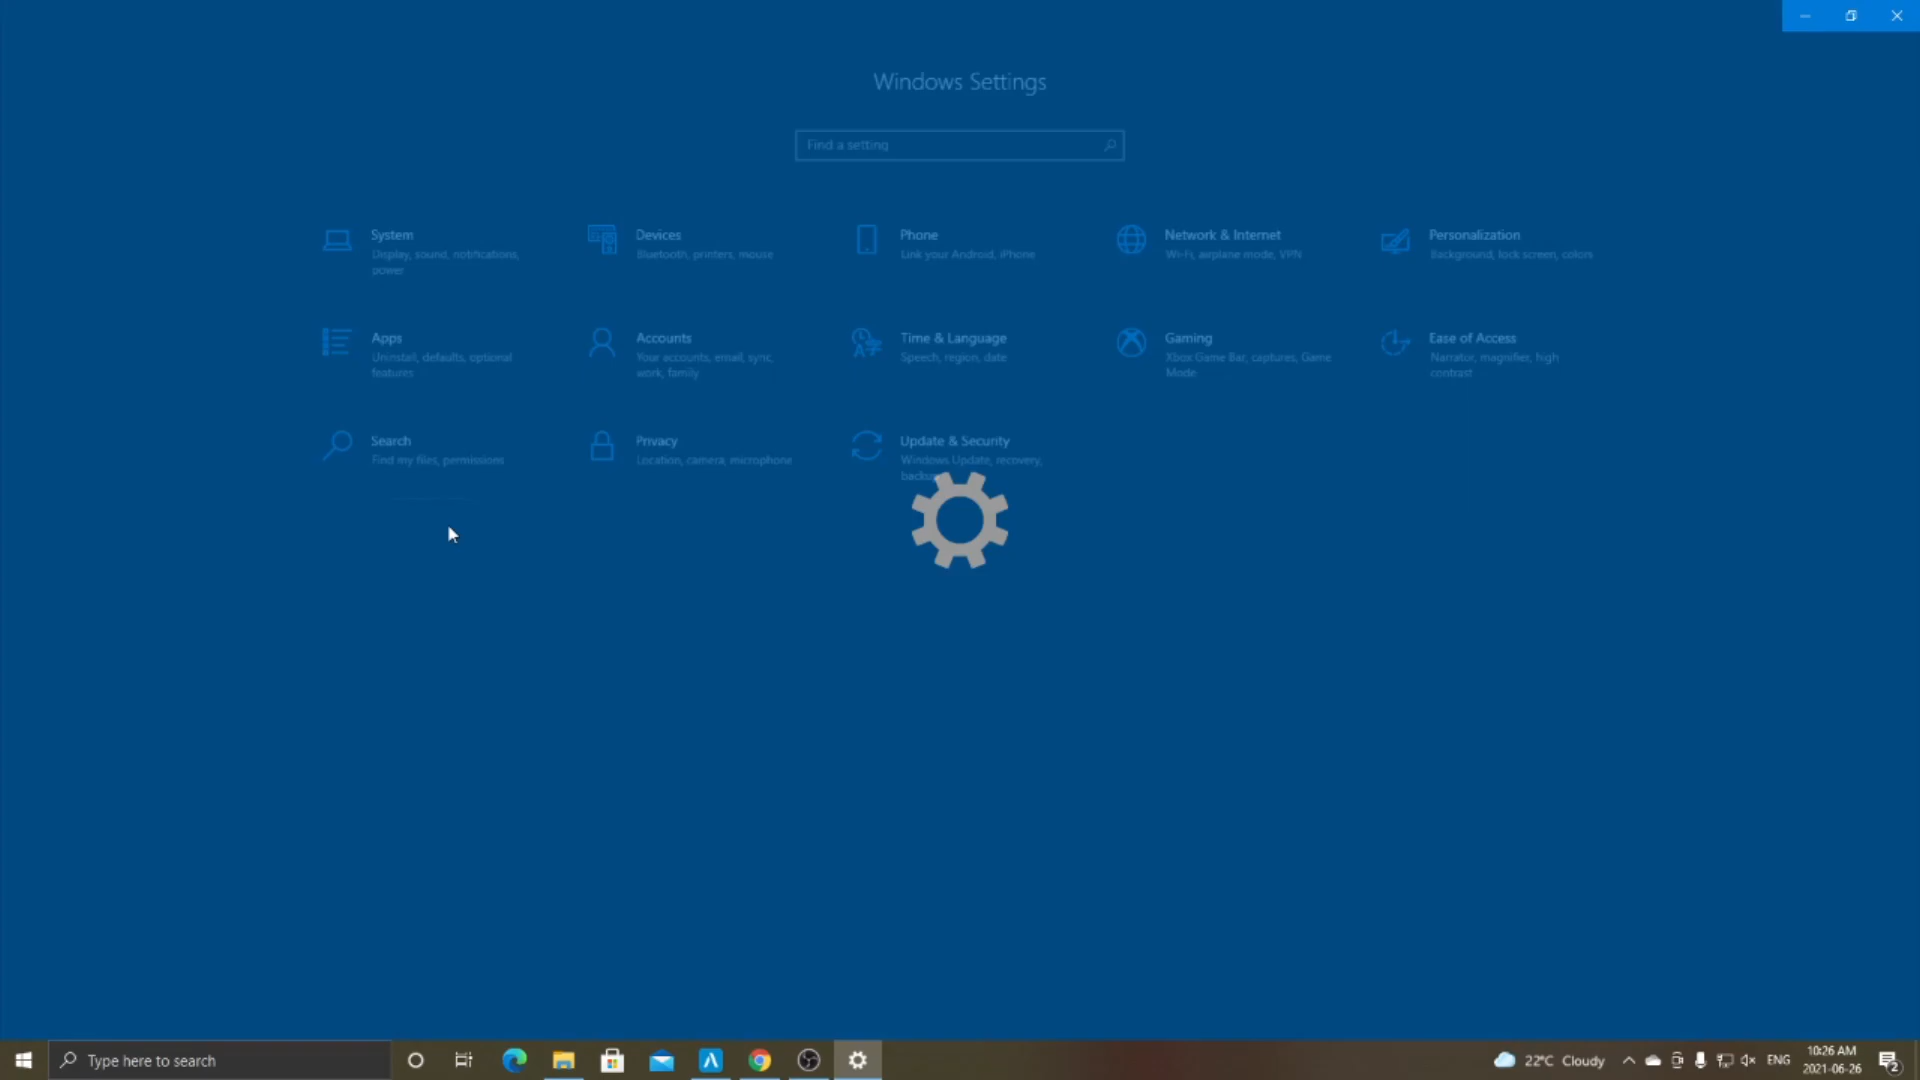 Windows Settings
Find a setting
System
Display, sound, notifications,
power
Devices
Bluetooth, printers, mouse
Phone
Link your Android, iPhone
Network & Internet
Wi-Fi, airplane mode, VPN
Personalization
Background, lock screen, colors
Apps
Uninstall, defaults, optional
features
Accounts
Your accounts, email, sync,
work, family
Time & Language
Speech, region, date
Gaming
Xbox Game Bar, captures, Game
Mode
Ease of Access
Narrator, magnifier, high
contrast
Search
Find my files, permissions
Privacy
Location, camera, microphone
Update & Security
Windows Update, recovery,
Type here to search
22°C Cloudy
ENG
10:26 AM
2021-06-26
2